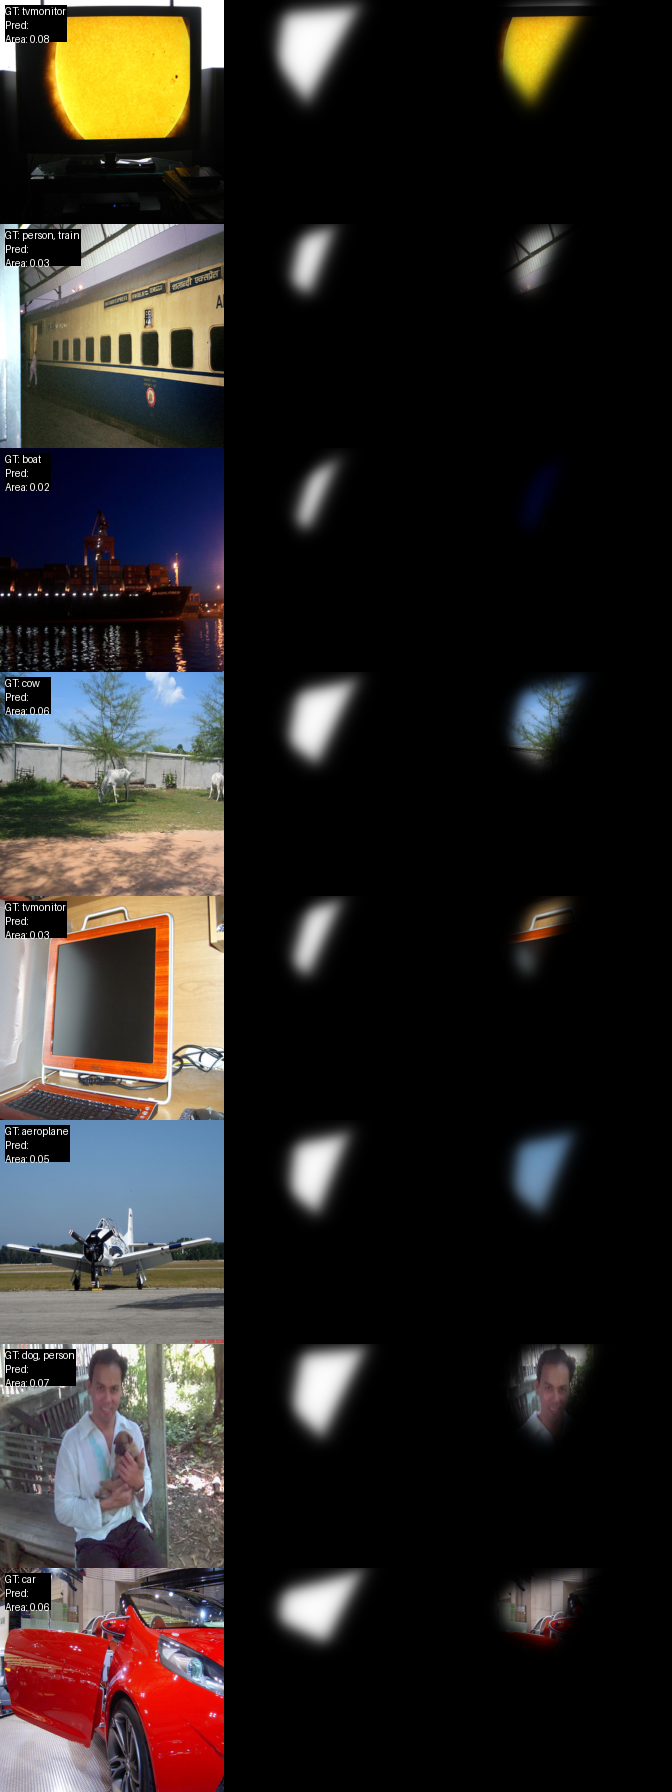 GT: tvmonitor
Pred:
Area: 0.08
GT: person, train
Pred:
Area: 0.03
GT: boat
Pred:
Area: 0.02
GT: cow
Pred:
Area: 0.06
GT: tvmonitor
Pred:
Area: 0.03
GT: aeroplane
Pred:
Area: 0.05
GT: dog, person
Pred:
Area: 0.07
GT: car
Pred:
Area: 0.06